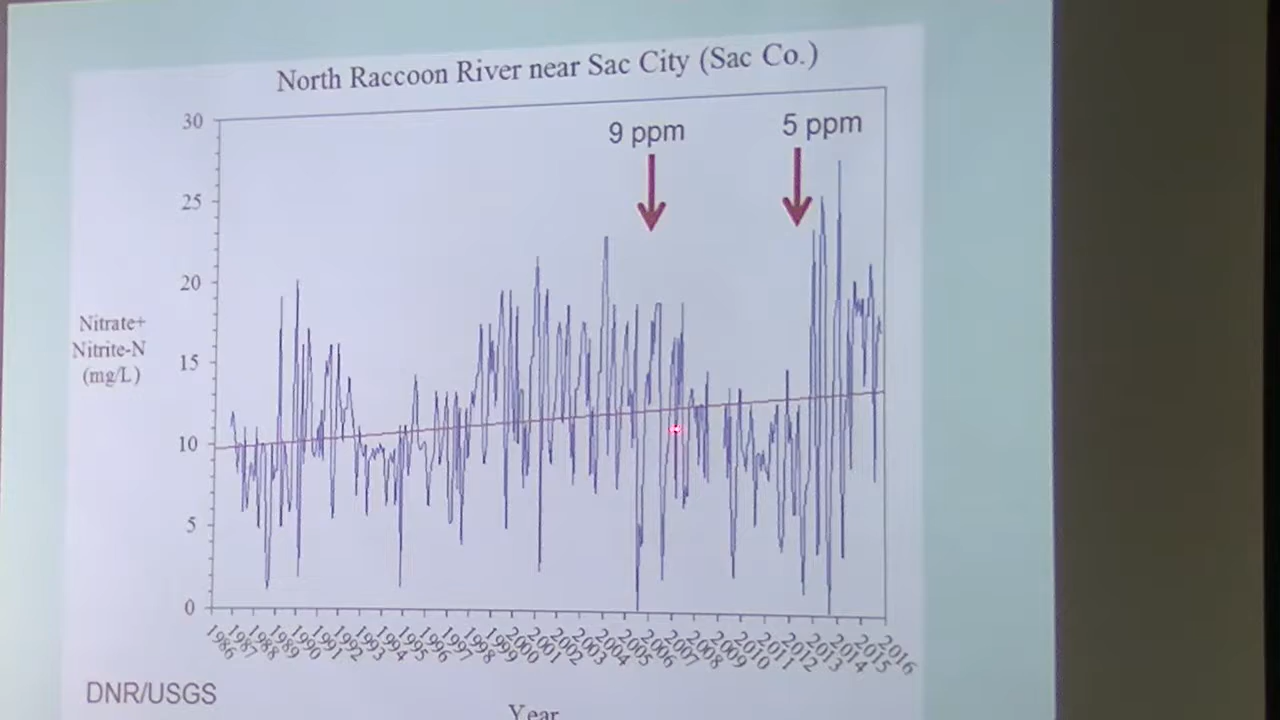 North Raccoon River near Sac City (Sac Co.)
30
25
20
15
10
5
0
9 ppm
5 ppm
Nitrate+
Nitrite-N
(mg/L)
1986 1987 1988 1989 1990 1991 1992 1993 1994 1995 1996 1997 1998 1999 2000 2001 2002 2003 2004 2005 2006 2007 2008 2009 2010 2011 2012 2013 2014 2015 2016
Year
DNR/USGS